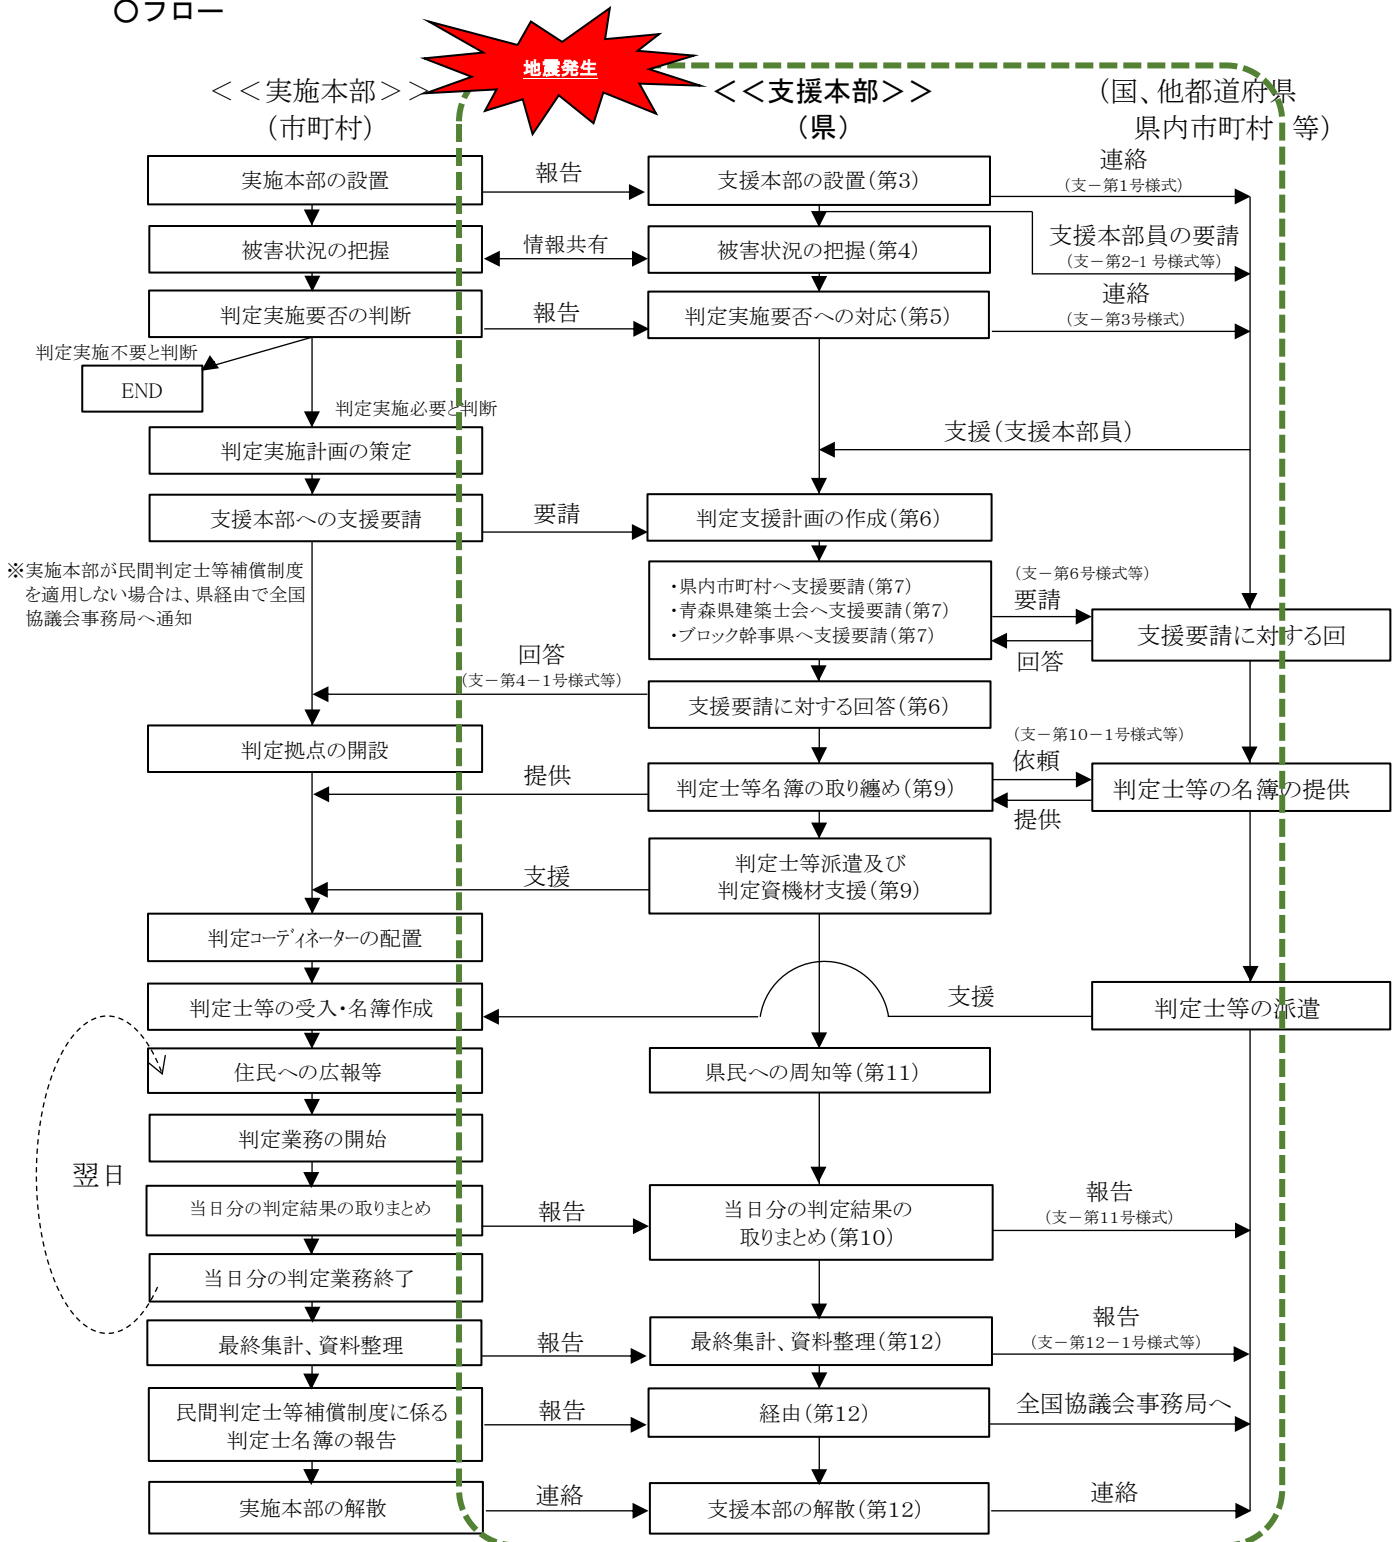 〇フロー
地震発生
<<実施本部>>
(市町村)
<<支援本部>>
(県)
(国、他都道府県
県内市町村 等)
実施本部の設置
報告
支援本部の設置(第3)
連絡
(支-第1号様式)
被害状況の把握
情報共有
被害状況の把握(第4)
支援本部員の要請
(支-第2-1号様式等)
判定実施要否の判断
報告
判定実施要否への対応(第5)
連絡
(支-第3号様式)
判定実施不要と判断
END
判定実施必要と判断
判定実施計画の策定
支援(支援本部員)
支援本部への支援要請
要請
判定支援計画の作成(第6)
※実施本部が民間判定士等補償制度
を適用しない場合は、県経由で全国
協議会事務局へ通知
・県内市町村へ支援要請(第7)
・青森県建築士会へ支援要請(第7)
・ブロック幹事県へ支援要請(第7)
(支-第6号様式等)
要請
回答
支援要請に対する回
回答
(支-第4-1号様式等)
支援要請に対する回答(第6)
判定拠点の開設
提供
判定士等名簿の取り纏め(第9)
(支-第10-1号様式等)
依頼
提供
判定士等の名簿の提供
支援
判定士等派遣及び
判定資機材支援(第9)
判定コーディネーターの配置
判定士等の受入・名簿作成
支援
判定士等の派遣
住民への広報等
県民への周知等(第11)
判定業務の開始
翌日
当日分の判定結果の取りまとめ
報告
当日分の判定結果の
取りまとめ(第10)
報告
(支-第11号様式)
当日分の判定業務終了
最終集計、資料整理
報告
最終集計、資料整理(第12)
報告
(支-第12-1号様式等)
民間判定士等補償制度に係る
判定士名簿の報告
報告
経由(第12)
全国協議会事務局へ
実施本部の解散
連絡
支援本部の解散(第12)
連絡